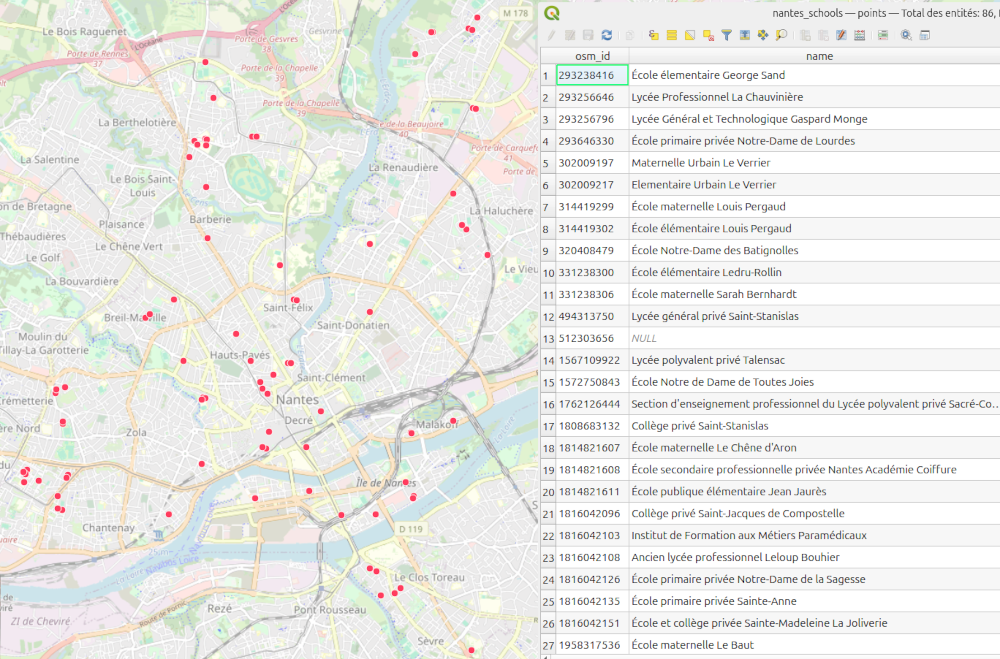 M 178
Le Bois Raguenet
Porte de Gesvres
38
Gesvrine
Porte de Rennes
37
Porte de la Chapelle
39
Porte de la Chapelle
39
La Berthelotière
Porte-de-la-Beaujoire
40
Porte de Carquefou
41
La Salentine
La Renaudière
Le Bois Saint-
Louis
on de Bretagne
Barberie
La Haluchère
Plaisance
Thébaudières
Le Chêne Vert
Le Golf
Le Vieu
La Bouvardière
Saint-Félix
Breil-Malville
Saint-Donatien
Moulin du
illay-La Garotterie
Hauts-Pavés
Saint-Clément
Crémetterie
Nantes
Decré
Malakoff
ère Nord
Zola
du
Île de Nantes
Chantenay
D 119
Le Clos Toreau
Rezé
Pont Rousseau
ZI de Cheviré
Route de Pornic
Sèvre
nantes_schools — points — Total des entités: 86,
osm_id name
1 293238416 École élementaire George Sand
2 293256646 Lycée Professionnel La Chauvinière
3 293256796 Lycée Général et Technologique Gaspard Monge
4 293646330 École primaire privée Notre-Dame de Lourdes
5 302009197 Maternelle Urbain Le Verrier
6 302009217 Elementaire Urbain Le Verrier
7 314419299 École maternelle Louis Pergaud
8 314419302 École élémentaire Louis Pergaud
9 320408479 École Notre-Dame des Batignolles
10 331238300 École élémentaire Ledru-Rollin
11 331238306 École maternelle Sarah Bernhardt
12 494313750 Lycée général privé Saint-Stanislas
13 512303656 NULL
14 1567109922 Lycée polyvalent privé Talensac
15 1572750843 École Notre de Dame de Toutes Joies
16 1762126444 Section d'enseignement professionnel du Lycée polyvalent privé Sacré-Co...
17 1808683132 Collège privé Saint-Stanislas
18 1814821607 École maternelle Le Chêne d'Aron
19 1814821608 École secondaire professionnelle privée Nantes Académie Coiffure
20 1814821611 École publique élémentaire Jean Jaurès
21 1816042096 Collège privé Saint-Jacques de Compostelle
22 1816042103 Institut de Formation aux Métiers Paramédicaux
23 1816042108 Ancien lycée professionnel Leloup Bouhier
24 1816042126 École primaire privée Notre-Dame de la Sagesse
25 1816042135 École primaire privée Sainte-Anne
26 1816042151 École et collège privée Sainte-Madeleine La Joliverie
27 1958317536 École maternelle Le Baut